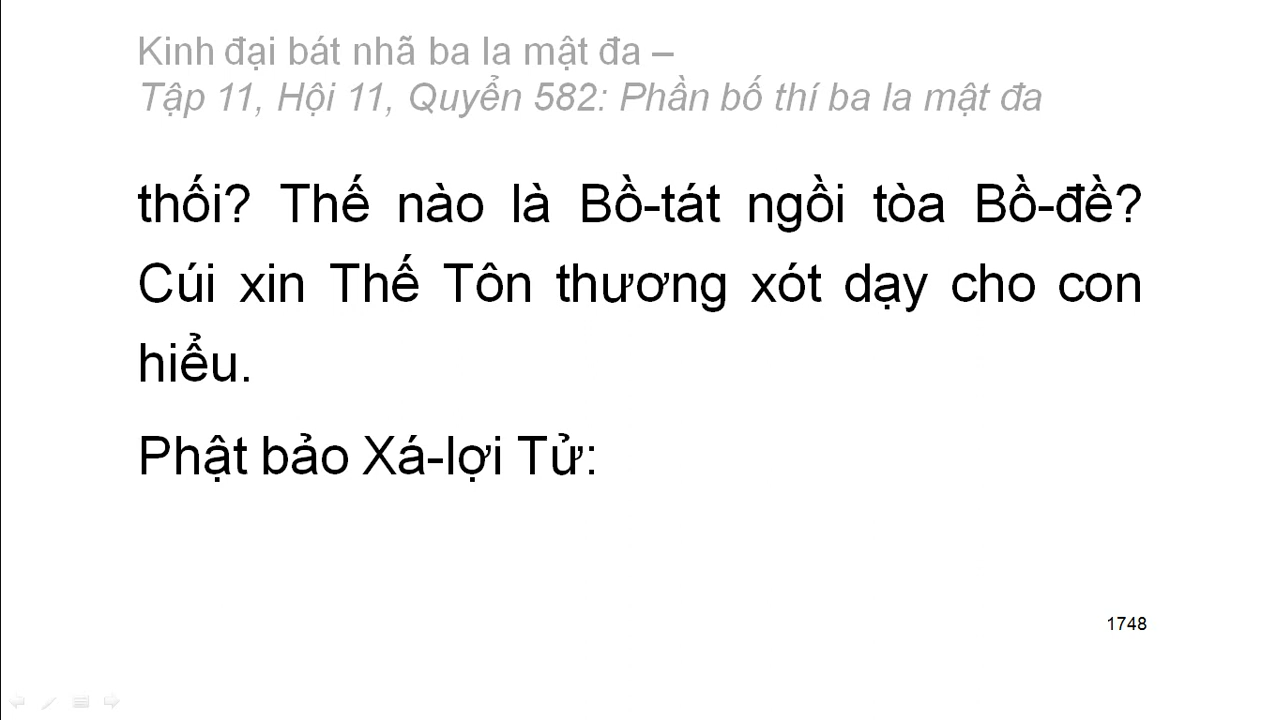 Kinh đại bát nhã ba la mật đa –
Tập 11, Hội 11, Quyển 582: Phần bố thí ba la mật đa
thối? Thế nào là Bồ-tát ngồi tòa Bồ-đề?
Cúi xin Thế Tôn thương xót dạy cho con
hiểu.
Phật bảo Xá-lợi Tử:
1748